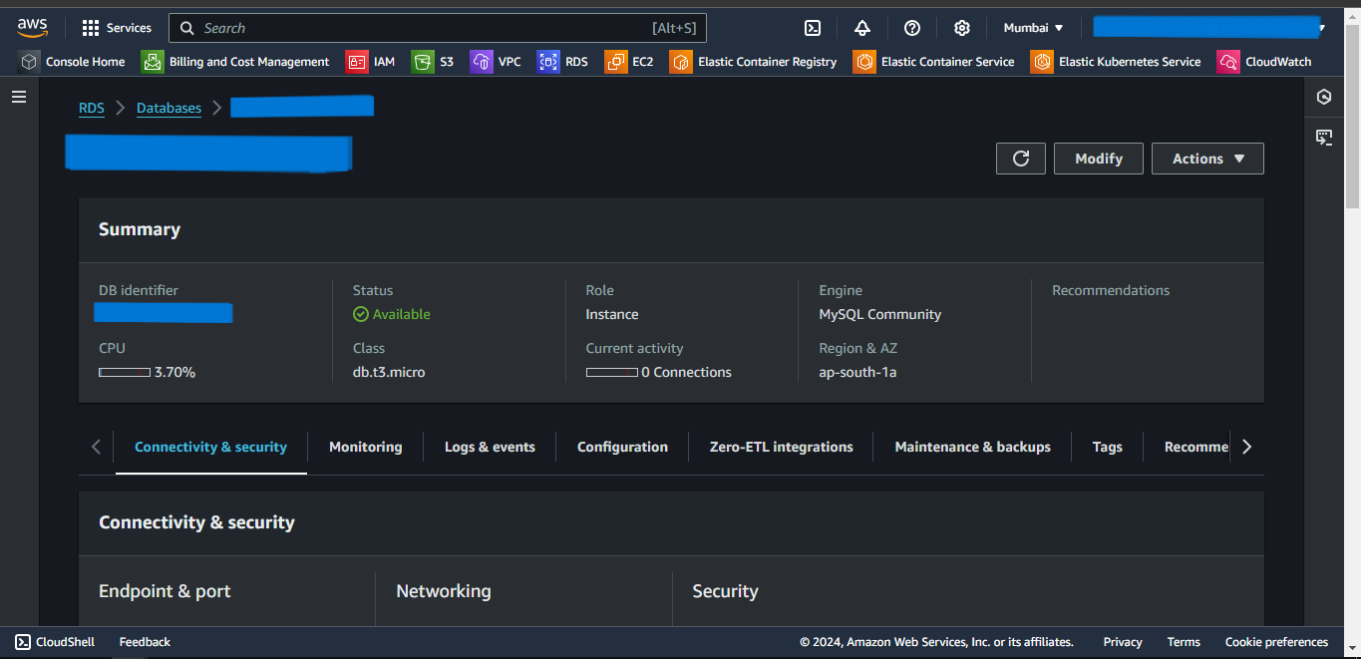 aws Services Search [Alt+S] Mumbai ▼
Console Home Billing and Cost Management IAM S3 VPC RDS EC2 Elastic Container Registry Elastic Container Service Elastic Kubernetes Service CloudWatch
RDS > Databases >
Modify Actions ▼
Summary
DB identifier Status Role Engine Recommendations
Available Instance MySQL Community
CPU Class Current activity Region & AZ
3.70% db.t3.micro 0 Connections ap-south-1a
Connectivity & security Monitoring Logs & events Configuration Zero-ETL integrations Maintenance & backups Tags Recomme
Connectivity & security
Endpoint & port Networking Security
CloudShell Feedback © 2024, Amazon Web Services, Inc. or its affiliates. Privacy Terms Cookie preferences